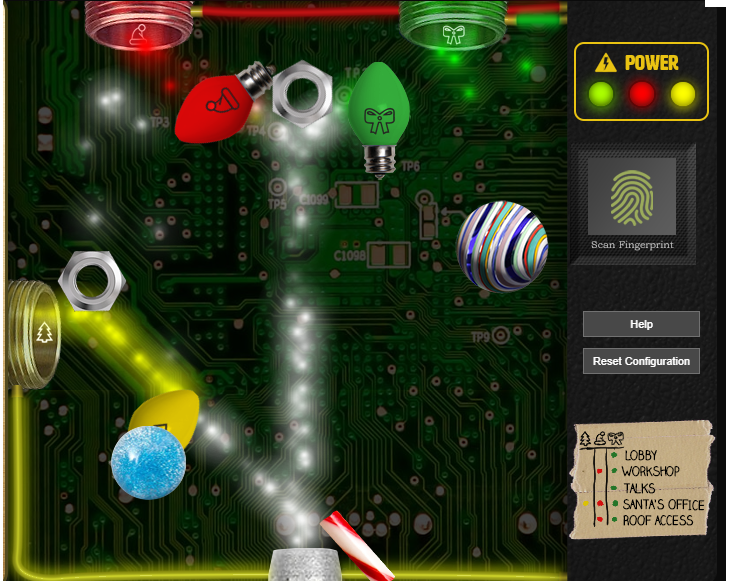 POWER
TP3
TP4
TP6
TP5
C1099
C1098
TP9
Scan Fingerprint
Help
Reset Configuration
LOBBY
WORKSHOP
TALKS
SANTA'S OFFICE
ROOF ACCESS